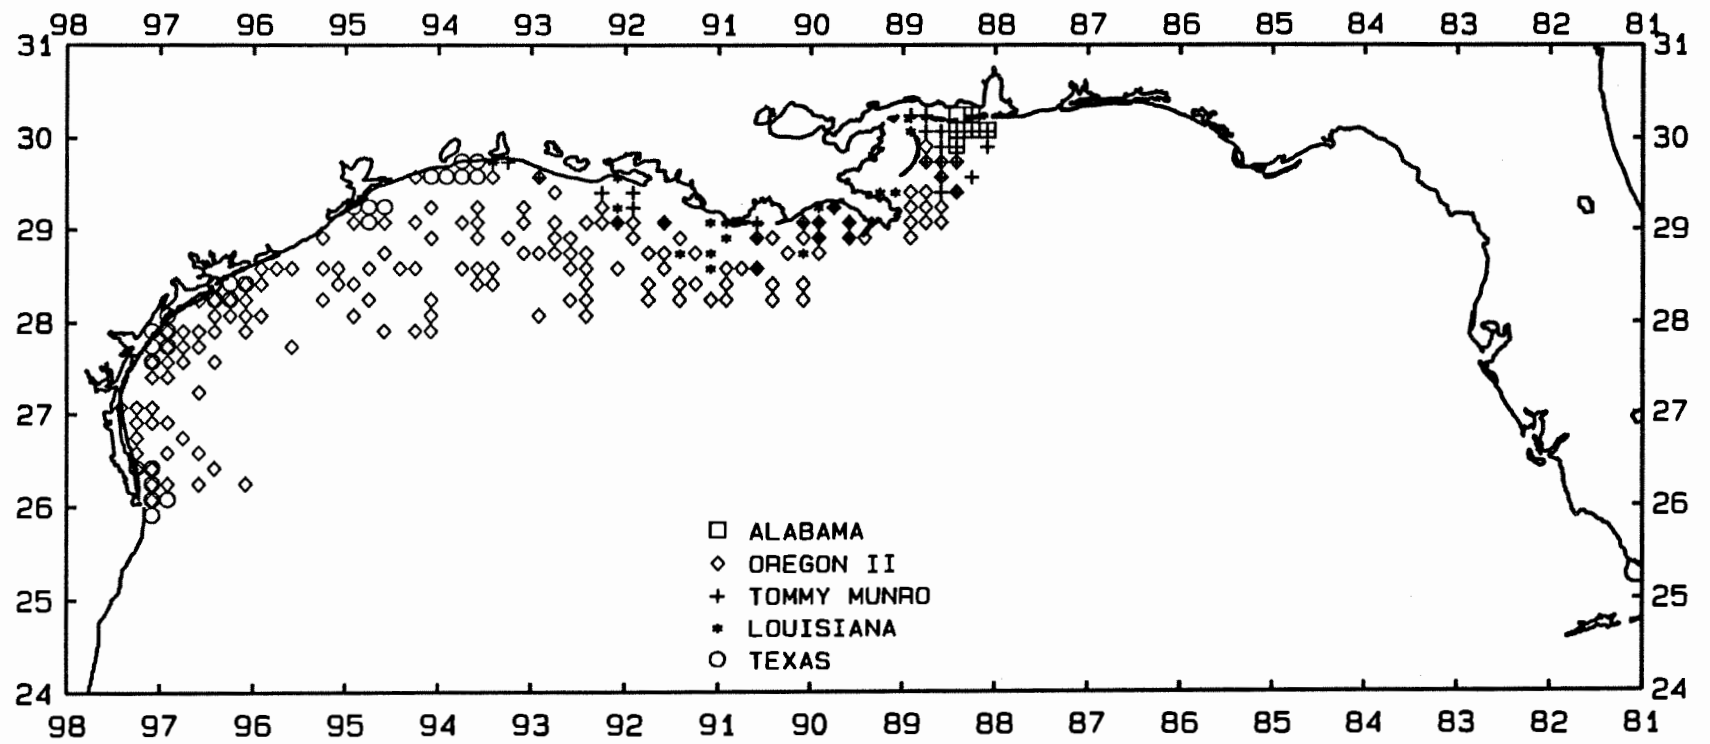 98 97 96 95 94 93 92 91 90 89 88 87 86 85 84 83 82 81
31 31
30 30
29 29
28 28
27 27
26 26
□ ALABAMA
◇ OREGON II
25 + TOMMY MUNRO 25
* LOUISIANA
○ TEXAS
24 24
98 97 96 95 94 93 92 91 90 89 88 87 86 85 84 83 82 81